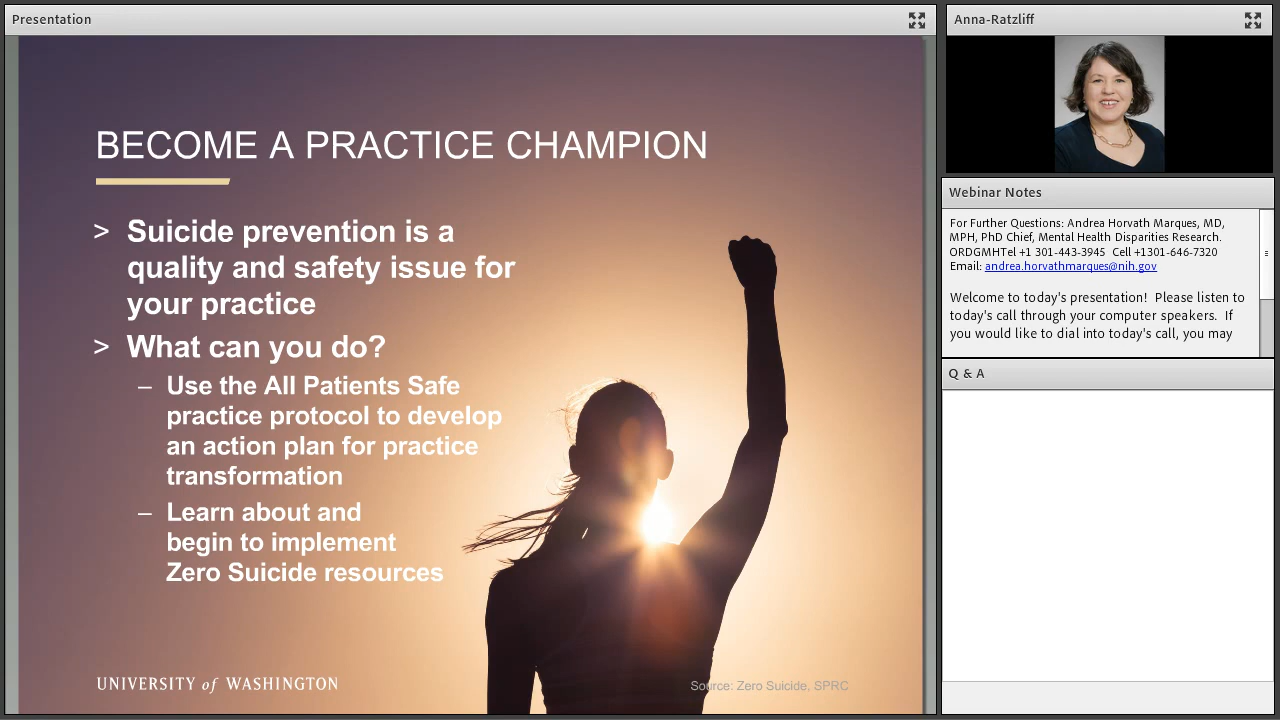 Presentation
BECOME A PRACTICE CHAMPION
> Suicide prevention is a
quality and safety issue for
your practice
> What can you do?
– Use the All Patients Safe
practice protocol to develop
an action plan for practice
transformation
– Learn about and
begin to implement
Zero Suicide resources
UNIVERSITY of WASHINGTON
Source: Zero Suicide, SPRC
Anna-Ratzliff
Webinar Notes
For Further Questions: Andrea Horvath Marques, MD,
MPH, PhD Chief, Mental Health Disparities Research.
ORDGMHTel +1 301-443-3945 Cell +1301-646-7320
Email: andrea.horvathmarques@nih.gov
Welcome to today's presentation! Please listen to
today's call through your computer speakers. If
you would like to dial into today's call, you may
Q & A